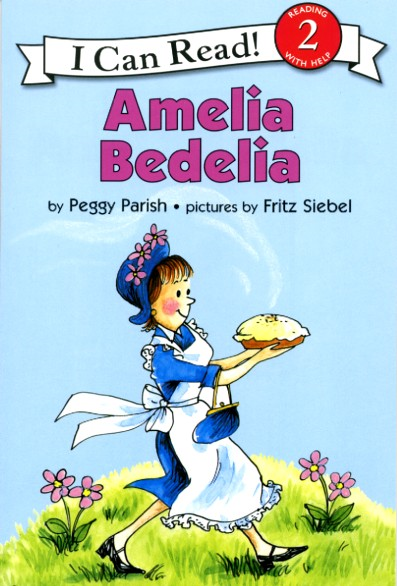 I Can Read!
READING
2
WITH HELP
Amelia
Bedelia
by Peggy Parish • pictures by Fritz Siebel